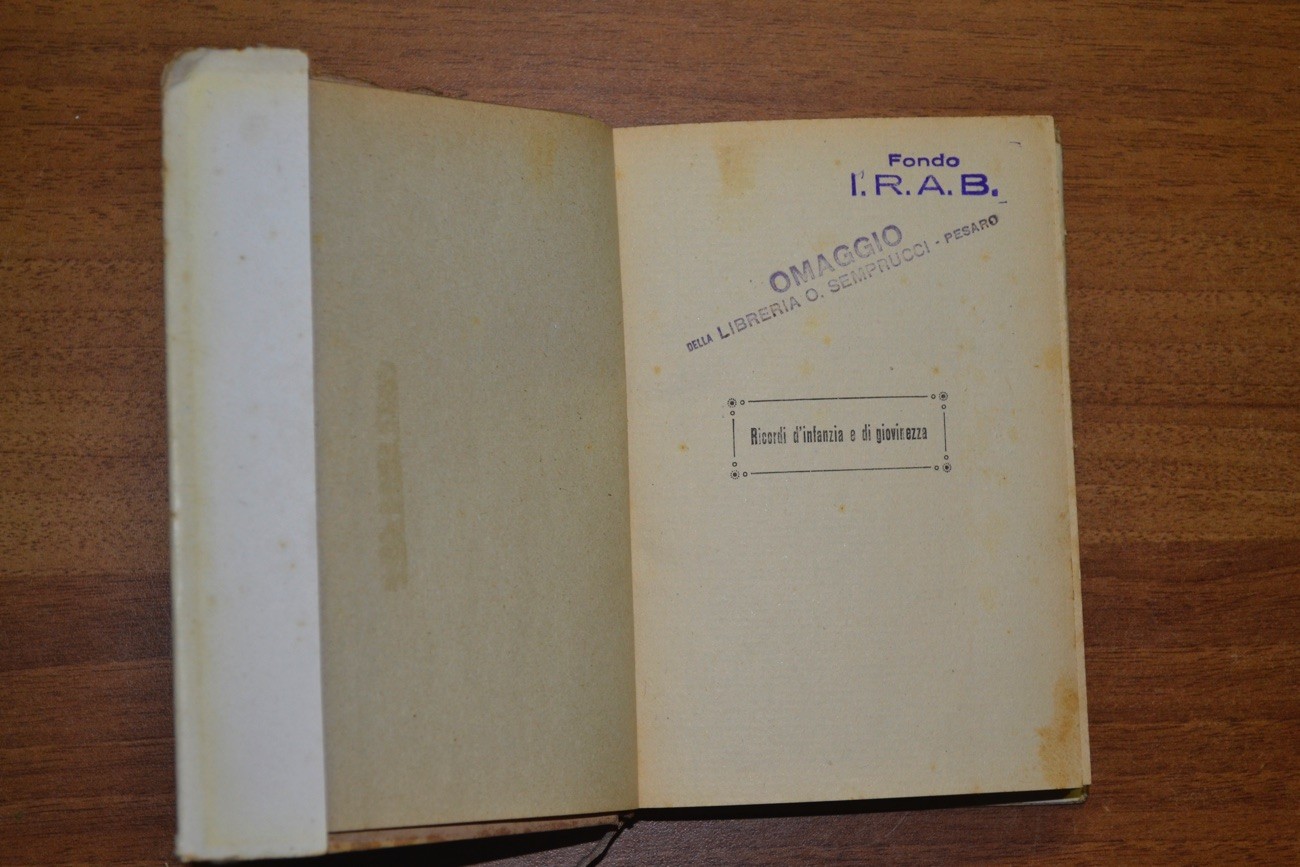 Fondo
I.R.A.B.
OMAGGIO
DELLA LIBRERIA O. SEMPRUCCI - PESARO
Ricordi d'infanzia e di giovinezza